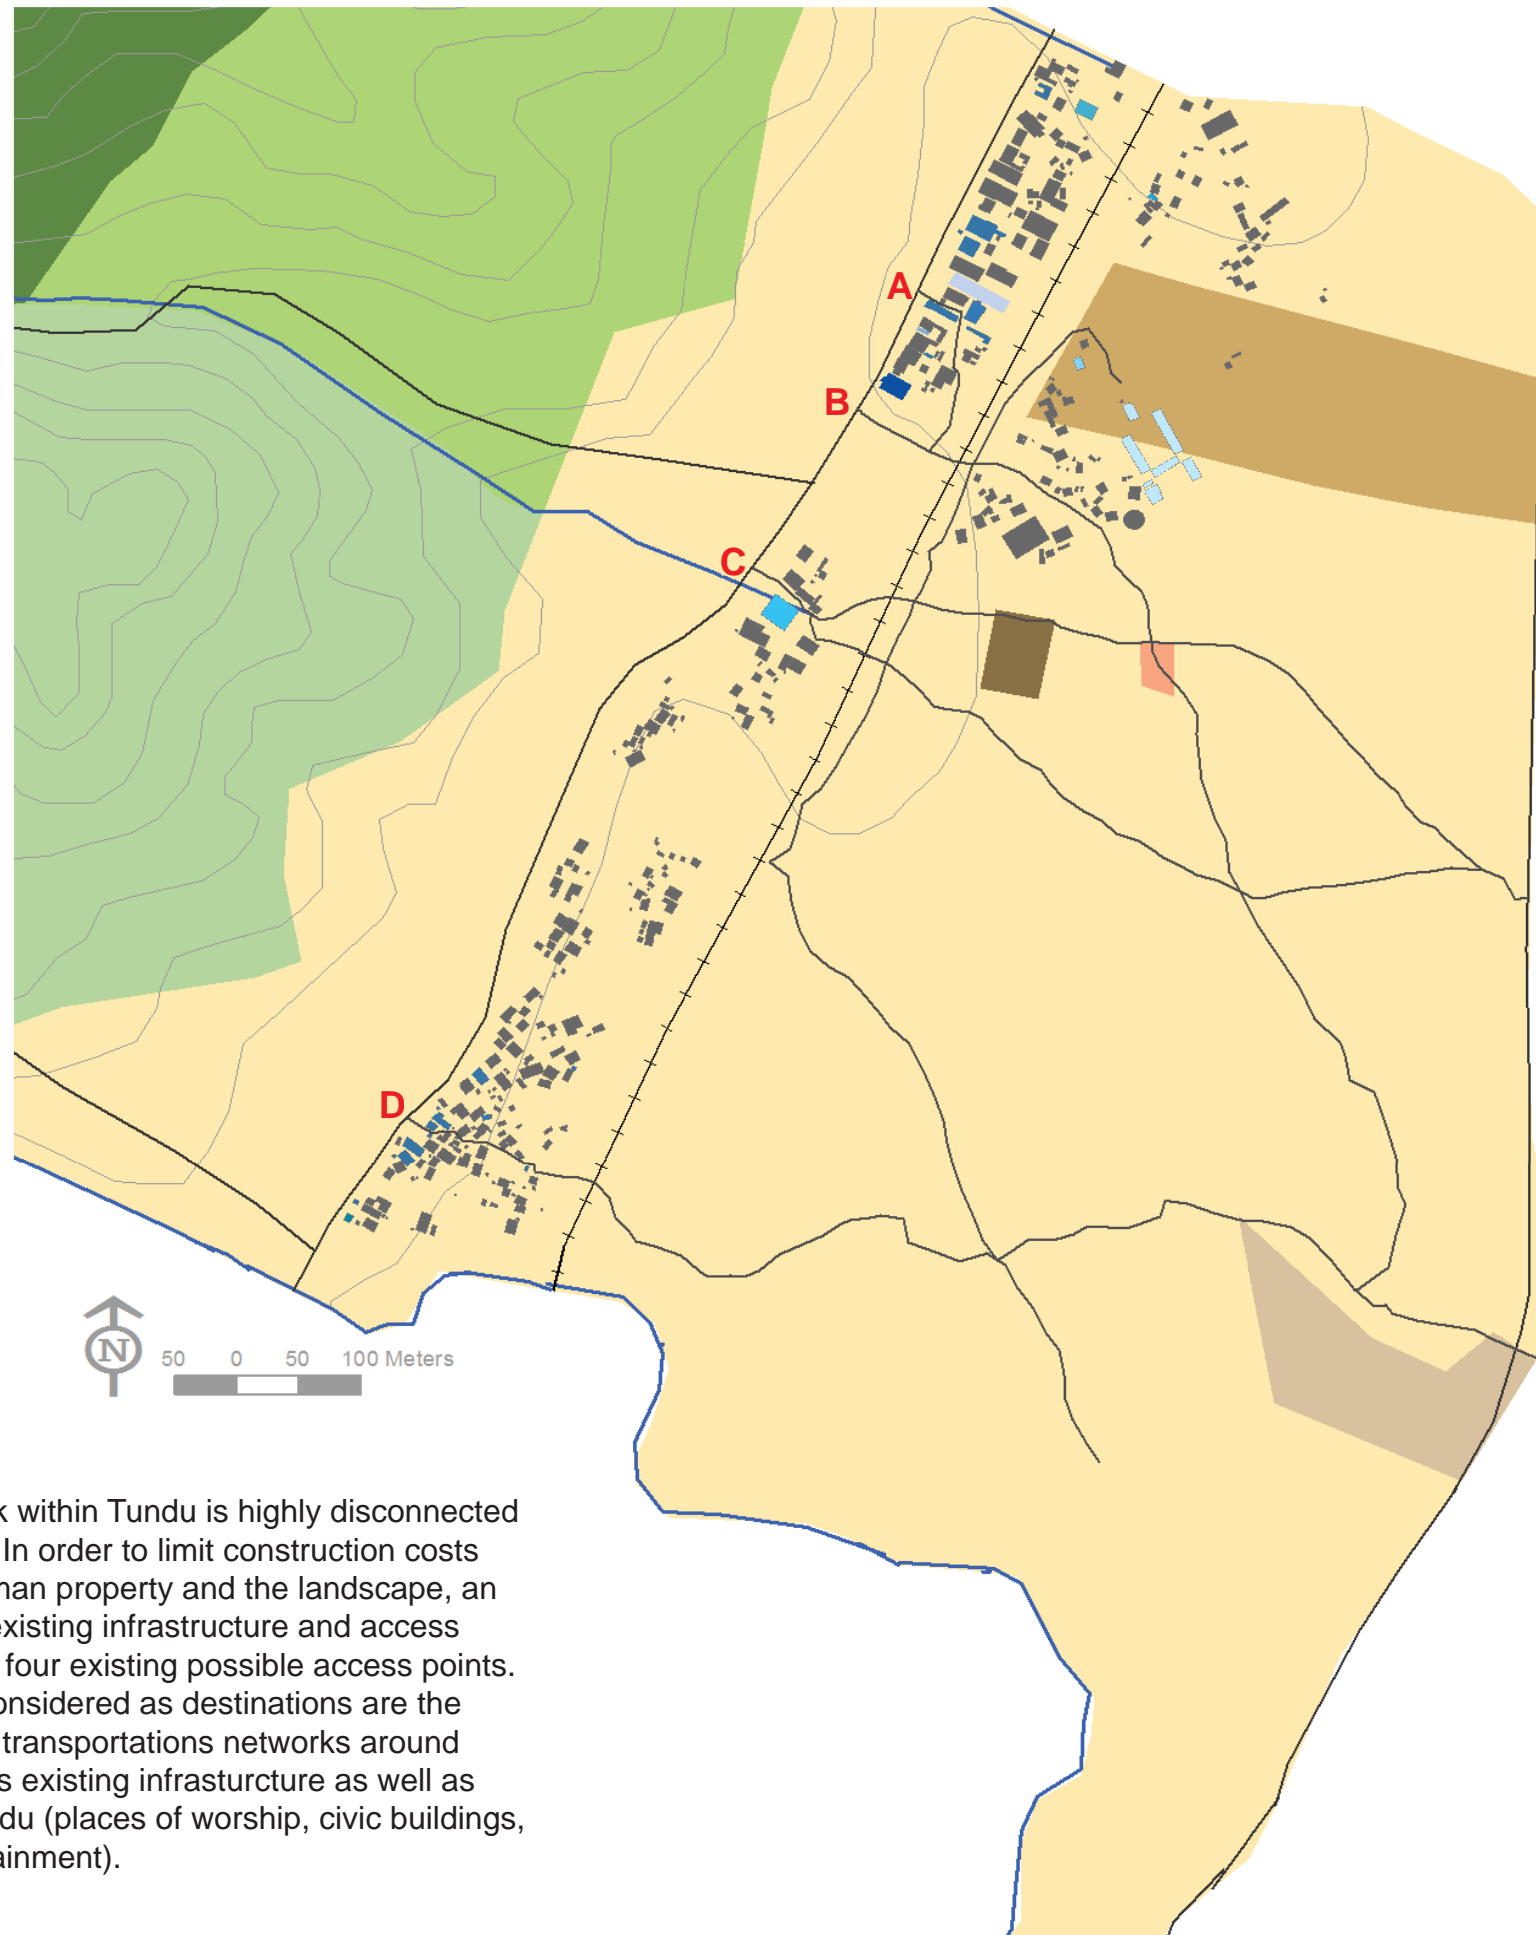 A
B
C
D
N
50 0 50 100 Meters
k within Tundu is highly disconnected
In order to limit construction costs
man property and the landscape, an
existing infrastructure and access
four existing possible access points.
onsidered as destinations are the
transportations networks around
s existing infrasturcture as well as
du (places of worship, civic buildings,
ainment).